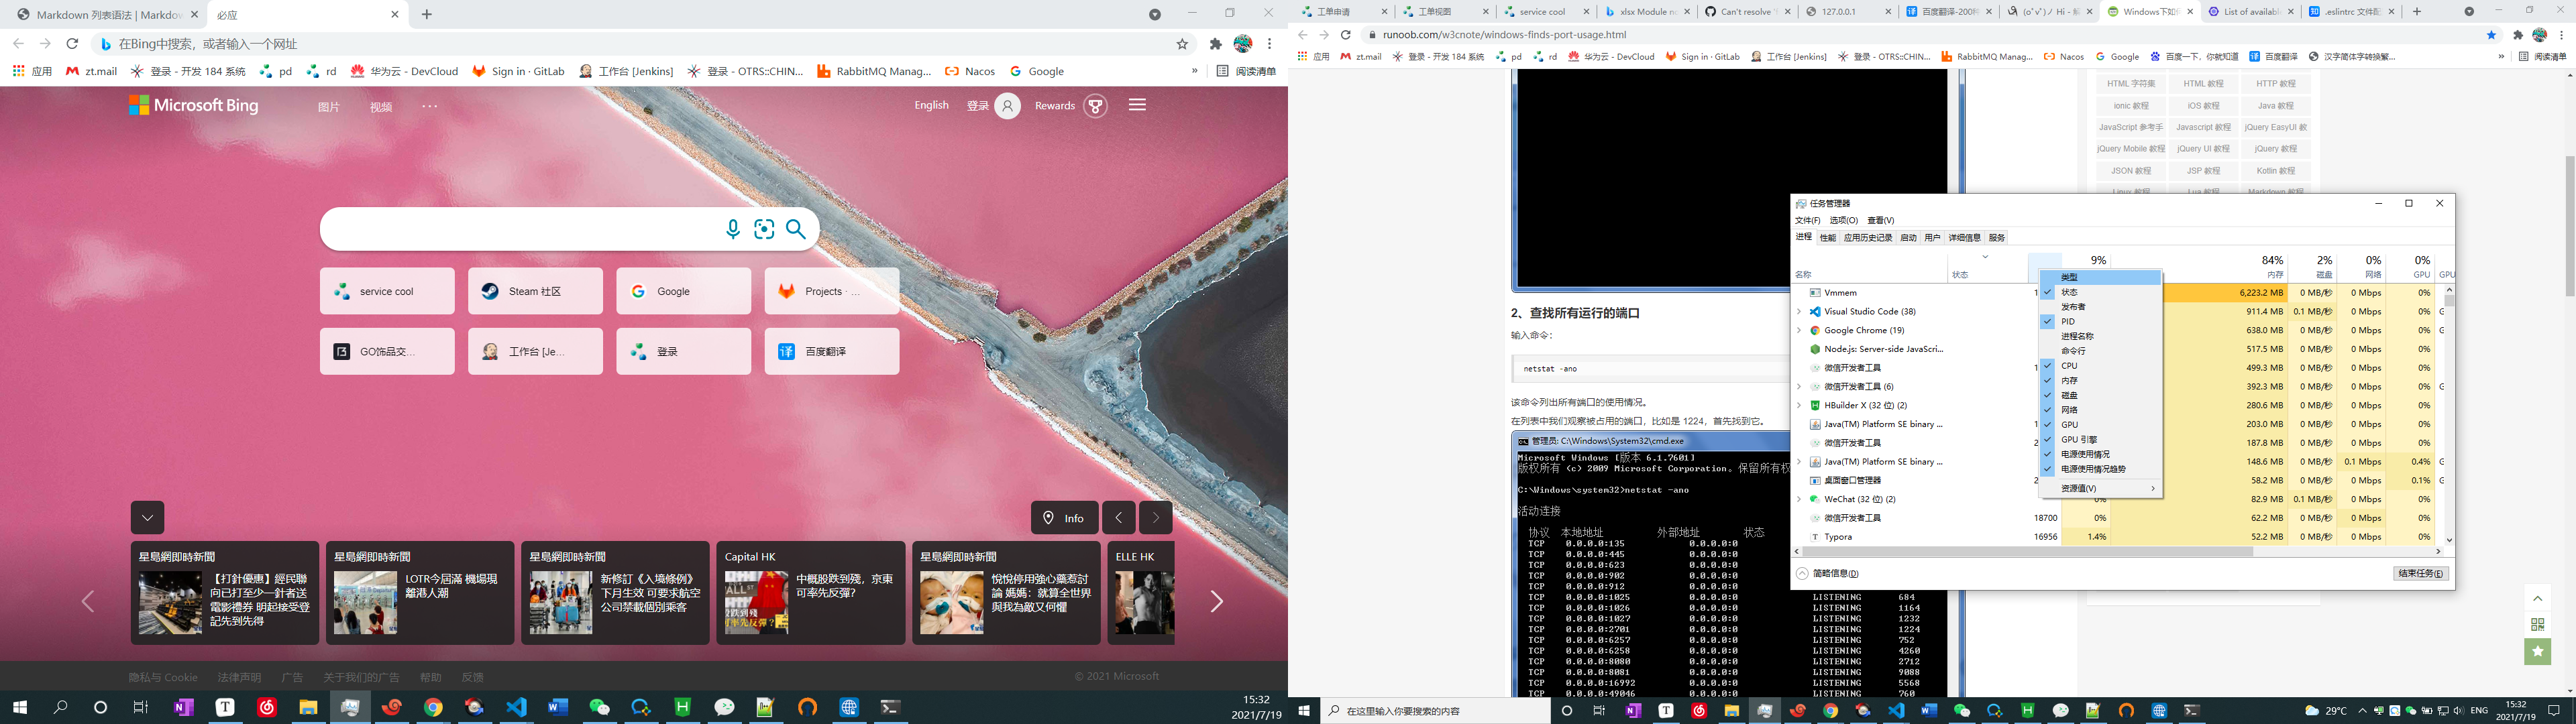 Markdown 列表语法 | Markdow
必应
在Bing中搜索，或者输入一个网址
应用
zt.mail
登录 - 开发 184 系统
pd
rd
华为云 - DevCloud
Sign in · GitLab
工作台 [Jenkins]
登录 - OTRS::CHIN...
RabbitMQ Manag...
Nacos
Google
»
阅读清单
Microsoft Bing
图片
视频
···
English
登录
Rewards
service cool
Steam 社区
Google
Projects · ...
GO饰品交...
工作台 [Je...
登录
百度翻译
Info
星島網即時新聞
【打針優惠】經民聯
向已打至少一針者送
電影禮券 明起接受登
記先到先得
星島網即時新聞
LOTR今屆滿 機場現
離港人潮
星島網即時新聞
新修訂《入境條例》
下月生效 可要求航空
公司禁載個別乘客
Capital HK
中概股跌到殘，京東
可率先反彈？
星島網即時新聞
悅悅停用強心藥惹討
論 媽媽：就算全世界
與我為敵又何懼
ELLE HK
隐私与 Cookie
法律声明
广告
关于我们的广告
帮助
反馈
© 2021 Microsoft
15:32
2021/7/19
工单申请
工单视图
service cool
xlsx Module no
Can't resolve '
127.0.0.1
百度翻译-200种
(oﾟvﾟ)ノ Hi - 解
Windows下如何
List of available
.eslintrc 文件配
runoob.com/w3cnote/windows-finds-port-usage.html
应用
zt.mail
登录 - 开发 184 系统
pd
rd
华为云 - DevCloud
Sign in · GitLab
工作台 [Jenkins]
登录 - OTRS::CHIN...
RabbitMQ Manag...
Nacos
Google
百度一下，你就知道
百度翻译
汉字简体字转换繁...
»
阅读清单
HTML 字符集
HTML 教程
HTTP 教程
ionic 教程
iOS 教程
Java 教程
JavaScript 参考手
Javascript 教程
jQuery EasyUI 教
jQuery Mobile 教程
jQuery UI 教程
jQuery 教程
JSON 教程
JSP 教程
Kotlin 教程
Linux 教程
Lua 教程
Markdown 教程
2、查找所有运行的端口
输入命令：
netstat -ano
该命令列出所有端口的使用情况。
在列表中我们观察被占用的端口，比如是 1224，首先找到它。
管理员: C:\Windows\System32\cmd.exe
Microsoft Windows [版本 6.1.7601]
版权所有 (c) 2009 Microsoft Corporation。保留所有权
C:\Windows\system32>netstat -ano
活动连接
协议 本地地址 外部地址 状态
TCP 0.0.0.0:135 0.0.0.0:0
TCP 0.0.0.0:445 0.0.0.0:0
TCP 0.0.0.0:623 0.0.0.0:0
TCP 0.0.0.0:902 0.0.0.0:0
TCP 0.0.0.0:912 0.0.0.0:0
TCP 0.0.0.0:1025 0.0.0.0:0 LISTENING 684
TCP 0.0.0.0:1026 0.0.0.0:0 LISTENING 1164
TCP 0.0.0.0:1027 0.0.0.0:0 LISTENING 1232
TCP 0.0.0.0:2701 0.0.0.0:0 LISTENING 1224
TCP 0.0.0.0:6257 0.0.0.0:0 LISTENING 752
TCP 0.0.0.0:6258 0.0.0.0:0 LISTENING 4260
TCP 0.0.0.0:8080 0.0.0.0:0 LISTENING 2712
TCP 0.0.0.0:8081 0.0.0.0:0 LISTENING 9088
TCP 0.0.0.0:16992 0.0.0.0:0 LISTENING 5568
TCP 0.0.0.0:49046 0.0.0.0:0 LISTENING 760
任务管理器
文件(F) 选项(O) 查看(V)
进程 性能 应用历史记录 启动 用户 详细信息 服务
9% 84% 2% 0% 0%
名称 状态 内存 磁盘 网络 GPU GPU
Vmmem 6,223.2 MB 0 MB/秒 0 Mbps 0%
Visual Studio Code (38) 911.4 MB 0.1 MB/秒 0 Mbps 0%
Google Chrome (19) 638.0 MB 0 MB/秒 0 Mbps 0%
Node.js: Server-side JavaScri... 517.5 MB 0 MB/秒 0 Mbps 0%
微信开发者工具 499.3 MB 0 MB/秒 0 Mbps 0%
微信开发者工具 (6) 392.3 MB 0 MB/秒 0 Mbps 0%
HBuilder X (32 位) (2) 280.6 MB 0 MB/秒 0 Mbps 0%
Java(TM) Platform SE binary ... 203.0 MB 0 MB/秒 0 Mbps 0%
微信开发者工具 187.8 MB 0 MB/秒 0 Mbps 0%
Java(TM) Platform SE binary ... 148.6 MB 0 MB/秒 0.1 Mbps 0.4%
桌面窗口管理器 58.2 MB 0 MB/秒 0 Mbps 0.1%
WeChat (32 位) (2) 0% 82.9 MB 0.1 MB/秒 0 Mbps 0%
微信开发者工具 18700 0% 62.2 MB 0 MB/秒 0 Mbps 0%
Typora 16956 1.4% 52.2 MB 0 MB/秒 0 Mbps 0%
类型
状态
发布者
PID
进程名称
命令行
CPU
内存
磁盘
网络
GPU
GPU 引擎
电源使用情况
电源使用情况趋势
资源值(V)
简略信息(D)
结束任务(E)
在这里输入你要搜索的内容
29°C
ENG
15:32
2021/7/19